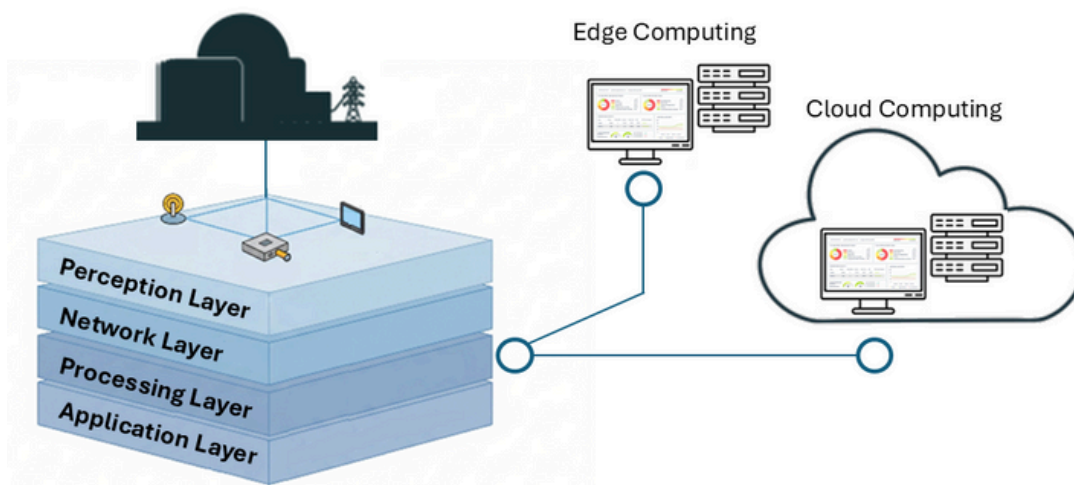 Edge Computing
Cloud Computing
Perception Layer
Network Layer
Processing Layer
Application Layer